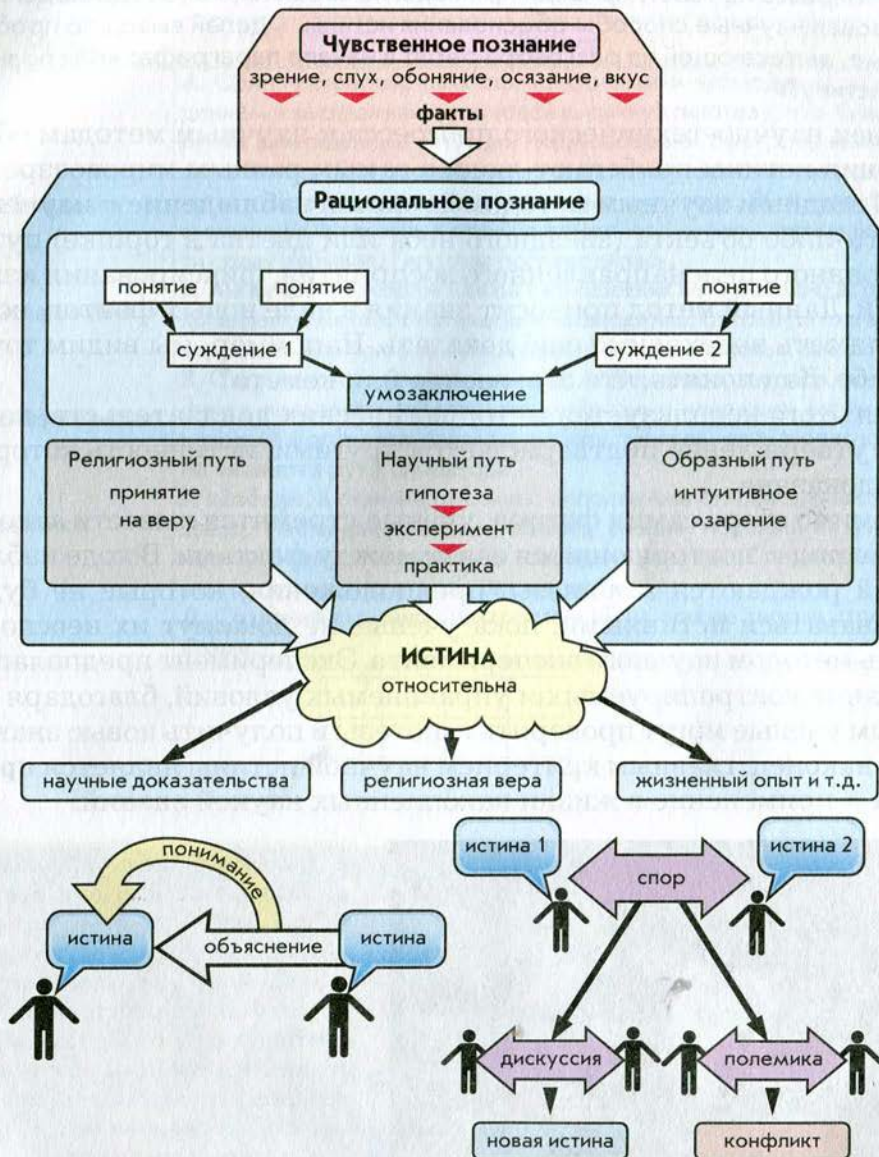 Чувственное познание
зрение, слух, обоняние, осязание, вкус
факты
Рациональное познание
понятие
понятие
понятие
понятие
суждение 1
суждение 2
умозаключение
Религиозный путь
принятие
на веру
Научный путь
гипотеза
эксперимент
практика
Образный путь
интуитивное
озарение
ИСТИНА
относительна
научные доказательства
религиозная вера
жизненный опыт и т.д.
понимание
истина
объяснение
истина
истина 1
спор
истина 2
дискуссия
полемика
новая истина
конфликт